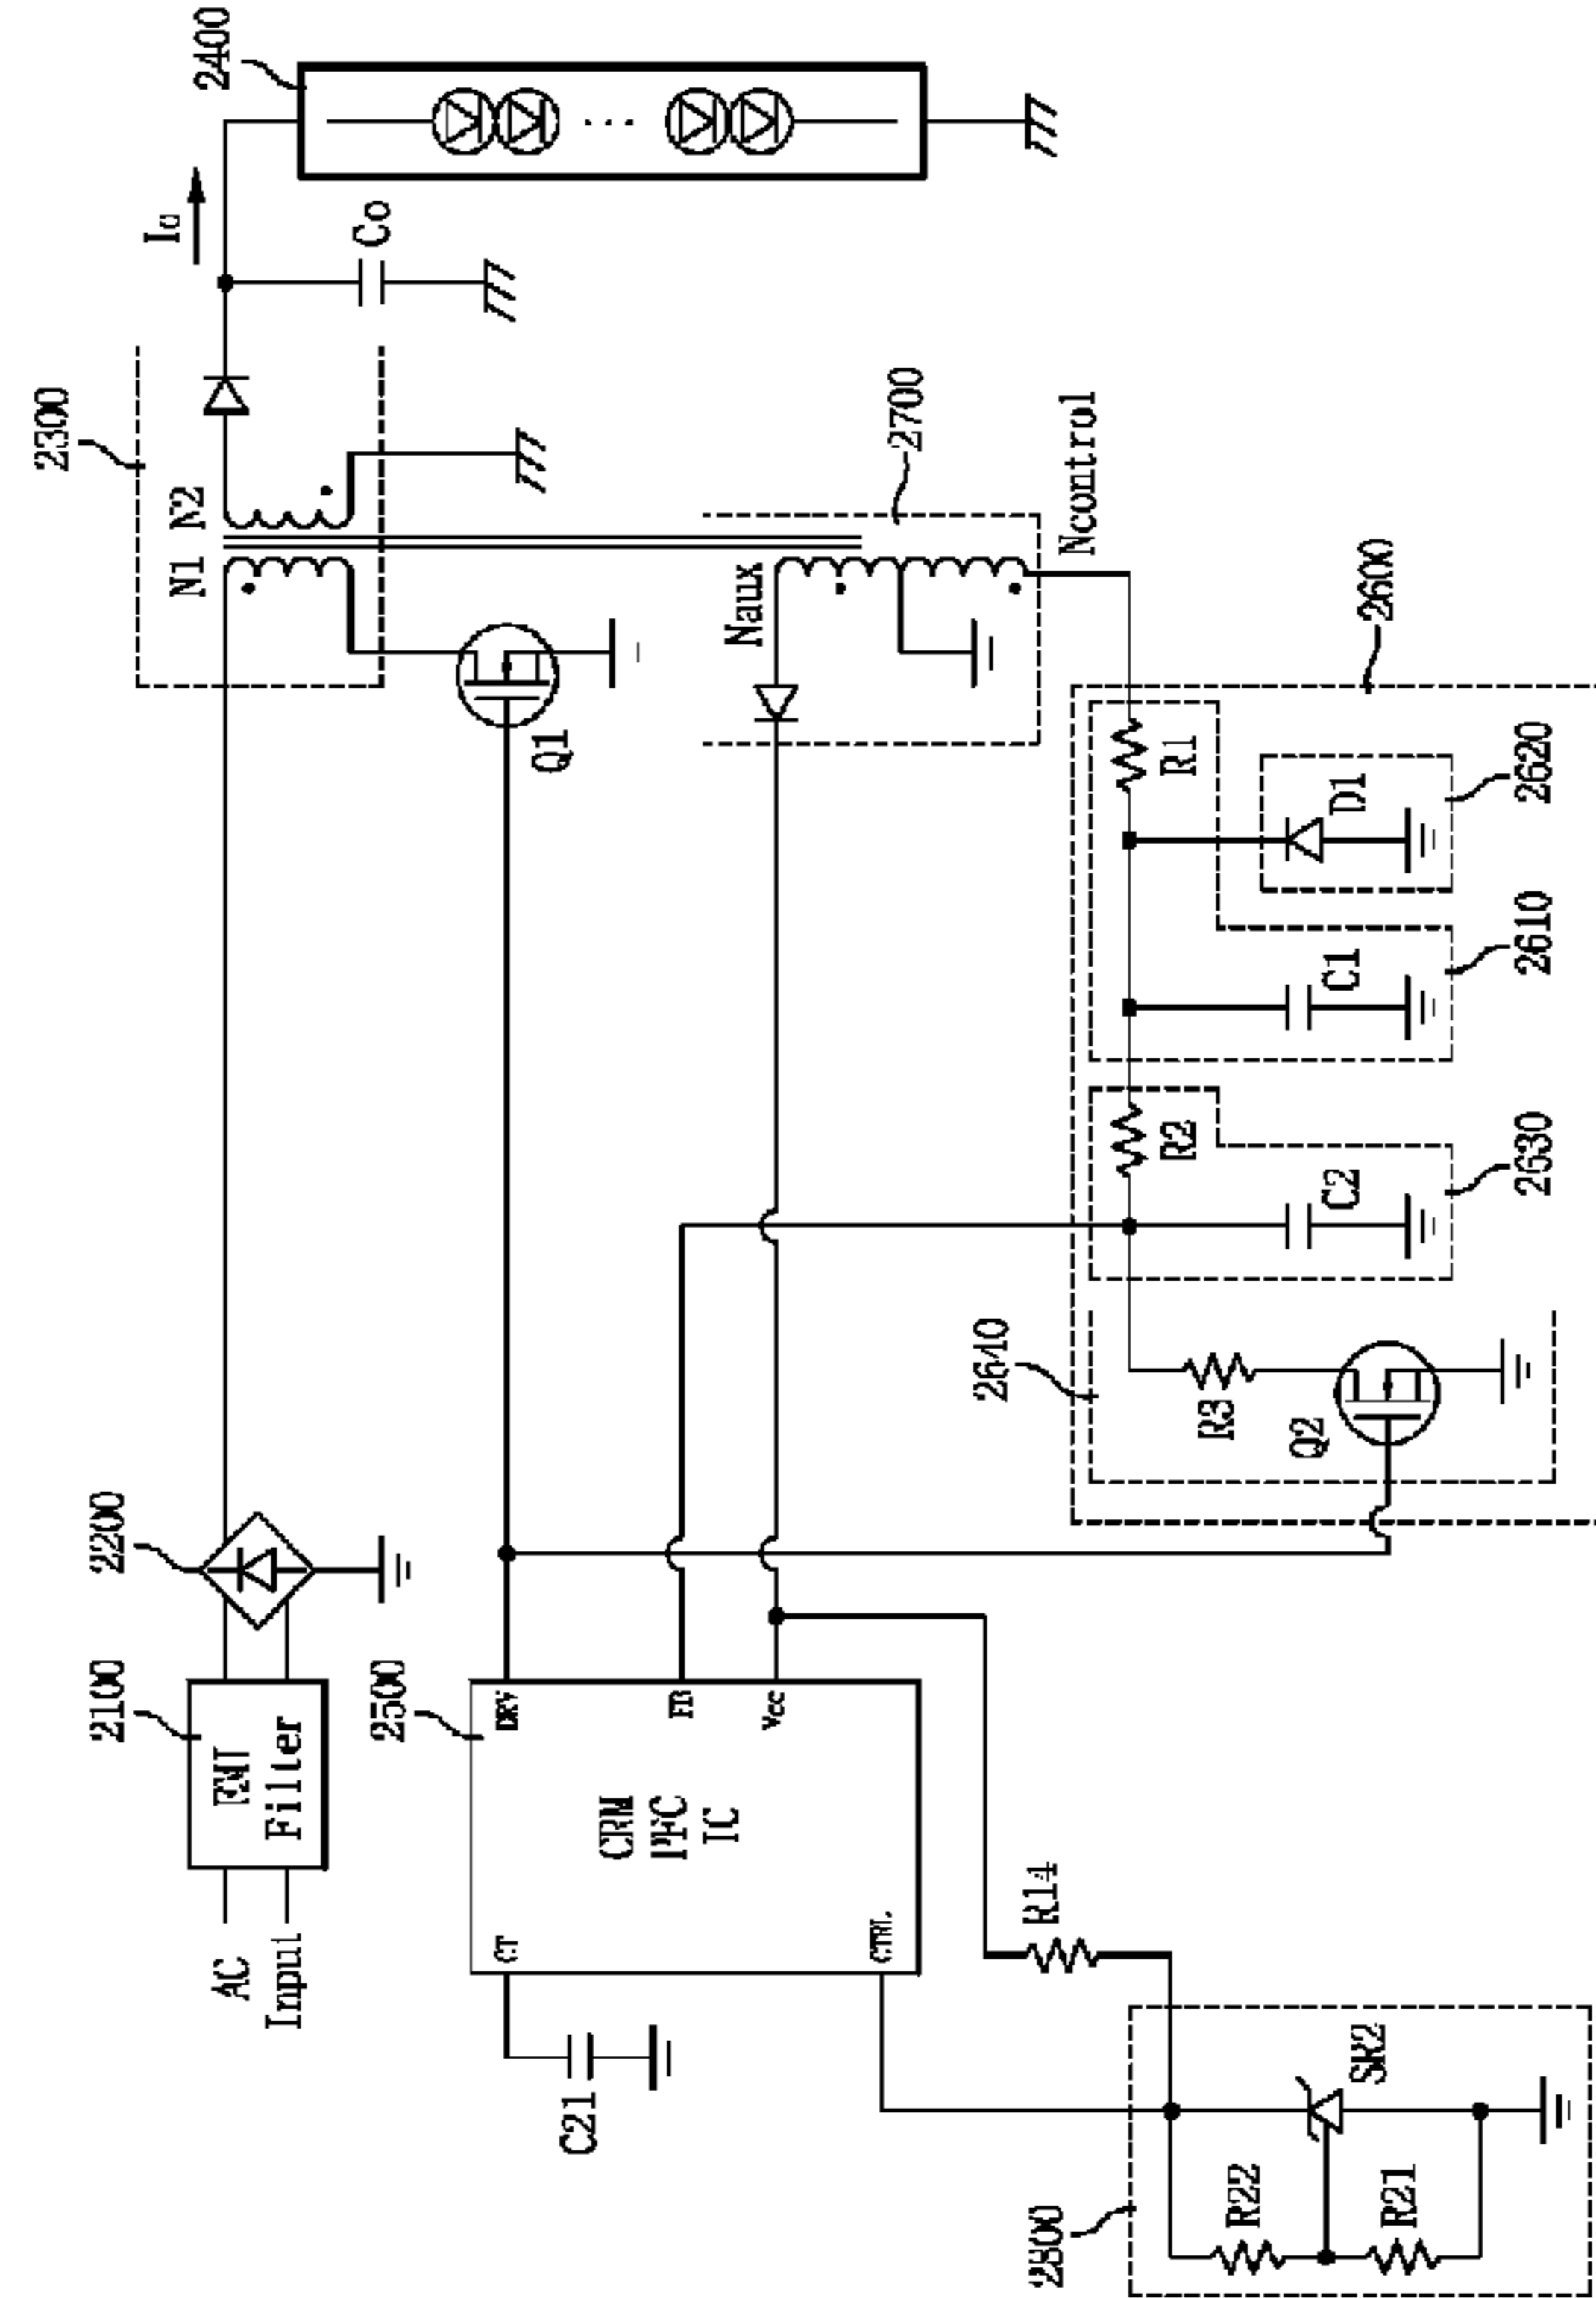 2400
Io
Co
2300
N1
N2
2700
Naux
Ncontrol
Q1
2600
R1
D1
2620
C1
2610
R2
C2
2630
2640
R3
Q2
2200
2100
EMI
Filter
AC
Input
2500
DRV
FB
Vcc
CRM
PFC
IC
CT
CTRL
C21
R14
2800
SR2
R22
R21